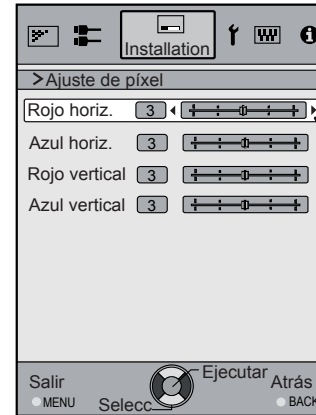 Installation
>Ajuste de píxel
Rojo horiz. 3
Azul horiz. 3
Rojo vertical 3
Azul vertical 3
Salir
MENU
Selecc
Ejecutar
Atrás
BACK